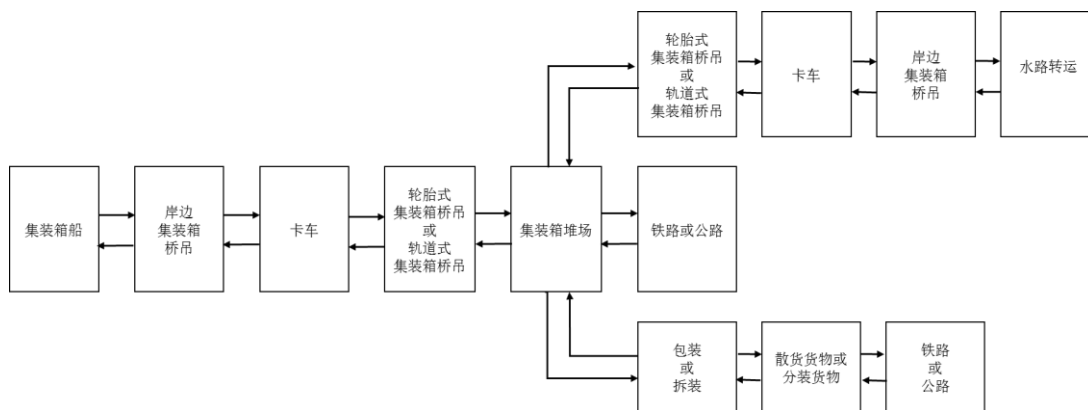 轮胎式
集装箱桥吊
或
轨道式
集装箱桥吊
卡车
岸边
集装箱
桥吊
水路转运
集装箱船
岸边
集装箱
桥吊
卡车
轮胎式
集装箱桥吊
或
轨道式
集装箱桥吊
集装箱堆场
铁路或公路
包装
或
拆装
散货货物或
分装货物
铁路
或
公路